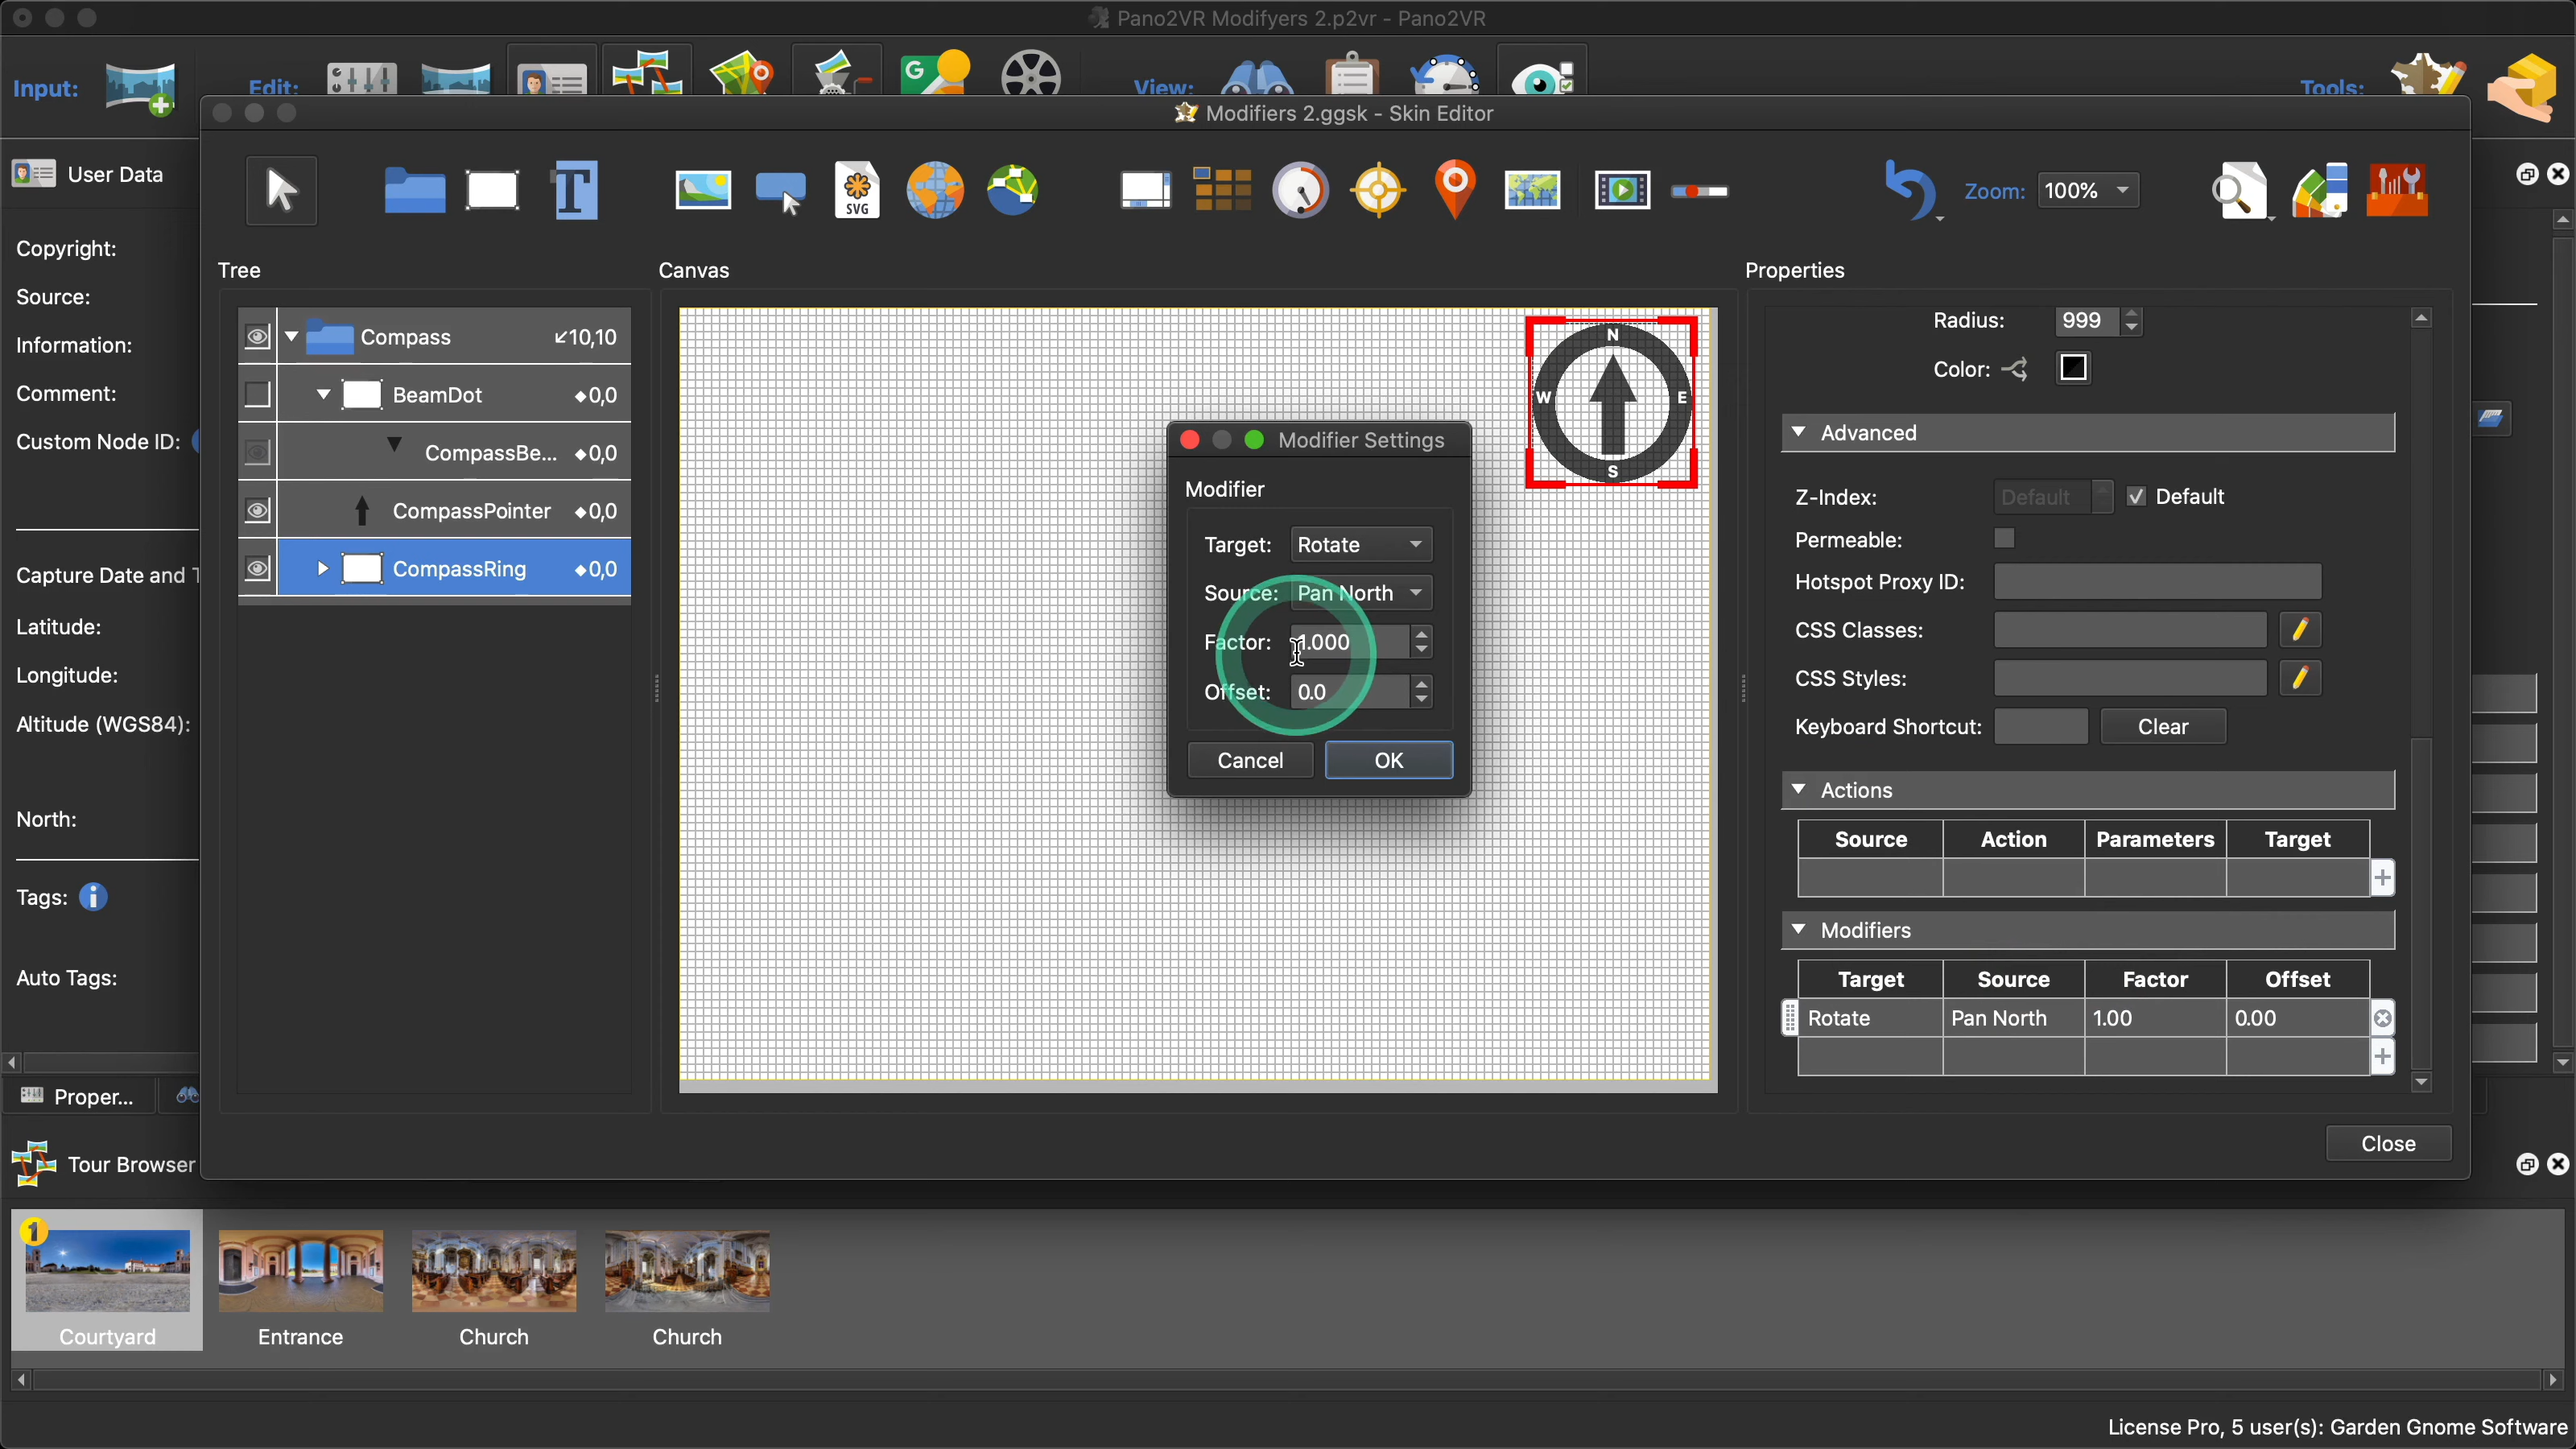 Pano2VR Modifyers 2.p2vr - Pano2VR
Input:
Edit:
View:
Tools:
Modifiers 2.ggsk - Skin Editor
User Data
SVG
Zoom: 100%
Copyright:
Source:
Information:
Comment:
Custom Node ID:
Capture Date and T
Latitude:
Longitude:
Altitude (WGS84):
North:
Tags:
Auto Tags:
Proper...
Tree
Compass 10,10
BeamDot 0,0
CompassBe... 0,0
CompassPointer 0,0
CompassRing 0,0
Canvas
N
W E
S
Modifier Settings
Modifier
Target: Rotate
Source: Pan North
Factor: 1.000
Offset: 0.0
Cancel OK
Properties
Radius: 999
Color:
Advanced
Z-Index: Default Default
Permeable:
Hotspot Proxy ID:
CSS Classes:
CSS Styles:
Keyboard Shortcut: Clear
Actions
Source Action Parameters Target
Modifiers
Target Source Factor Offset
Rotate Pan North 1.00 0.00
Close
Tour Browser
1
Courtyard Entrance Church Church
License Pro, 5 user(s): Garden Gnome Software